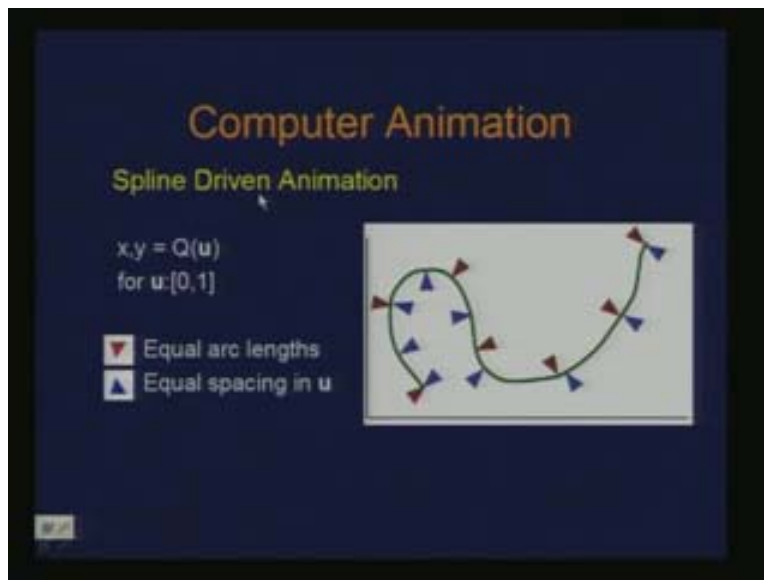 Computer Animation
Spline Driven Animation
x,y = Q(u)
for u:[0,1]
Equal arc lengths
Equal spacing in u